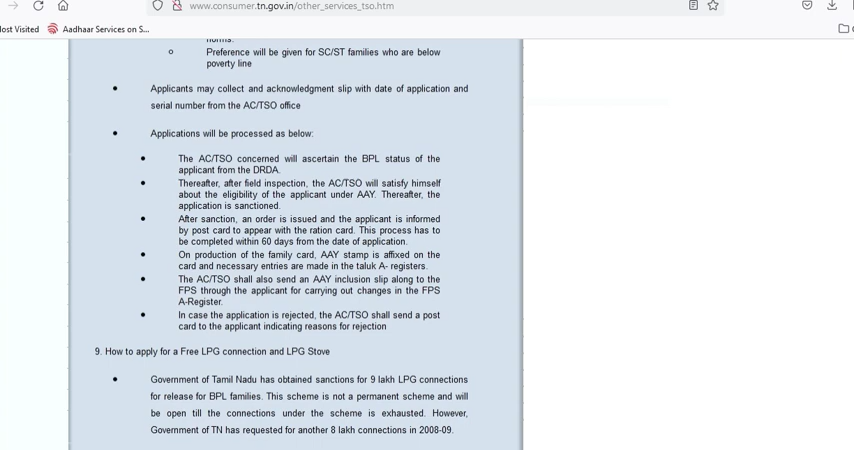 www.consumer.tn.gov.in/other_services_tso.htm
Most Visited Aadhaar Services on S...
norms.
o Preference will be given for SC/ST families who are below
poverty line
• Applicants may collect and acknowledgment slip with date of application and
serial number from the AC/TSO office
• Applications will be processed as below:
• The AC/TSO concerned will ascertain the BPL status of the
applicant from the DRDA.
• Thereafter, after field inspection, the AC/TSO will satisfy himself
about the eligibility of the applicant under AAY. Thereafter, the
application is sanctioned.
• After sanction, an order is issued and the applicant is informed
by post card to appear with the ration card. This process has to
be completed within 60 days from the date of application.
• On production of the family card, AAY stamp is affixed on the
card and necessary entries are made in the taluk A- registers.
• The AC/TSO shall also send an AAY inclusion slip along to the
FPS through the applicant for carrying out changes in the FPS
A-Register.
• In case the application is rejected, the AC/TSO shall send a post
card to the applicant indicating reasons for rejection
9. How to apply for a Free LPG connection and LPG Stove
• Government of Tamil Nadu has obtained sanctions for 9 lakh LPG connections
for release for BPL families. This scheme is not a permanent scheme and will
be open till the connections under the scheme is exhausted. However,
Government of TN has requested for another 8 lakh connections in 2008-09.